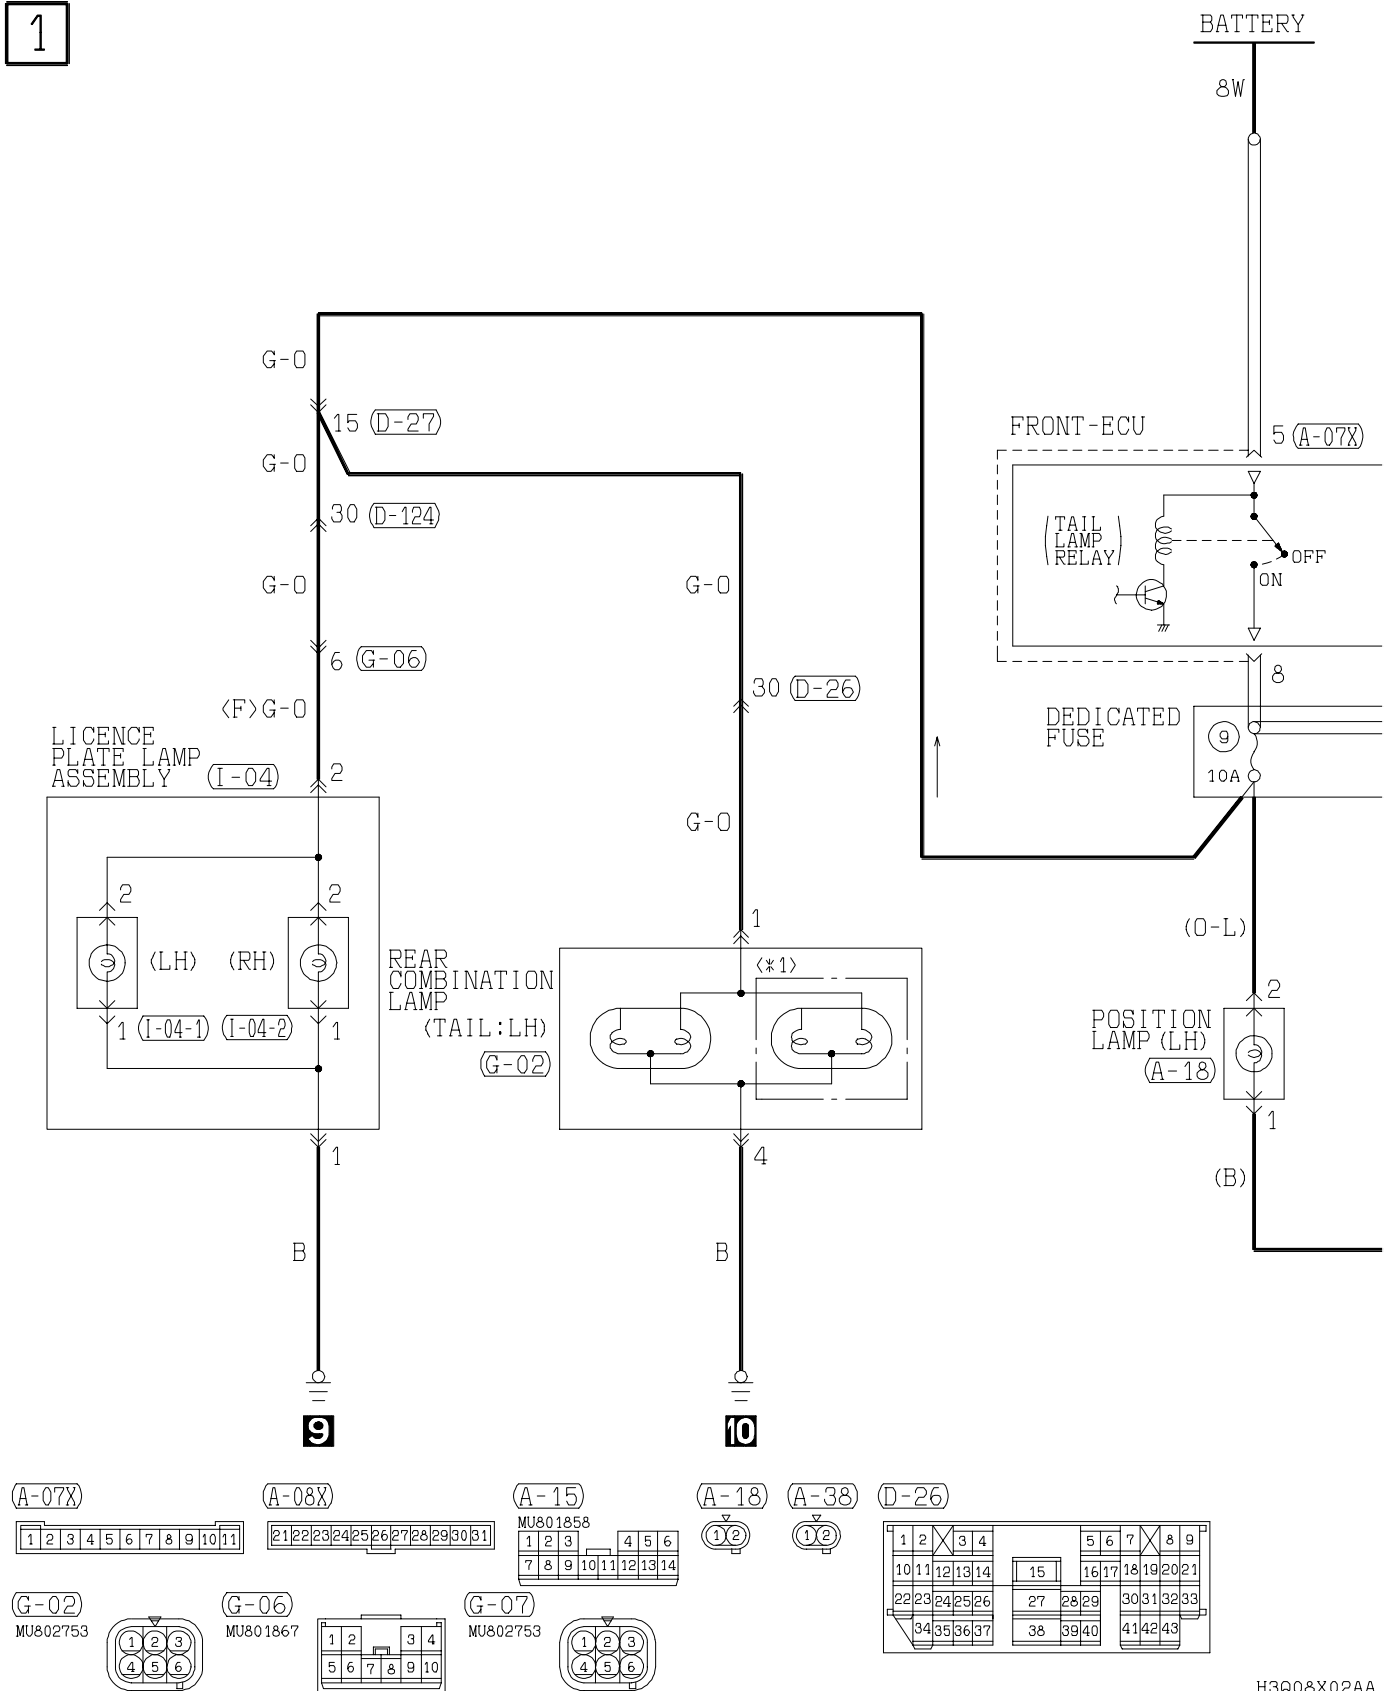 1
BATTERY
8W
G-O
15 (D-27)
FRONT-ECU
5 (A-07X)
G-O
30 (D-124)
(TAIL
LAMP
RELAY)
OFF
ON
G-O
G-O
6 (G-06)
30 (D-26)
8
<F>G-O
DEDICATED
FUSE
9
10A
LICENCE
PLATE LAMP
ASSEMBLY
(I-04)
2
G-O
2
2
1
(O-L)
(LH)
(RH)
REAR
COMBINATION
LAMP
(TAIL:LH)
(G-02)
<*1>
2
1 (I-04-1)
(I-04-2) 1
POSITION
LAMP (LH)
(A-18)
1
1
4
(B)
B
B
9
10
(A-07X)
(A-08X)
(A-15)
(A-18)
(A-38)
(D-26)
MU801858
1 2 3 4 5 6 7 8 9 10 11
21 22 23 24 25 26 27 28 29 30 31
1 2 3 4 5 6
7 8 9 10 11 12 13 14
1 2
1 2
1 2 3 4 5 6 7 8 9
10 11 12 13 14 15 16 17 18 19 20 21
22 23 24 25 26 27 28 29 30 31 32 33
34 35 36 37 38 39 40 41 42 43
(G-02)
(G-06)
(G-07)
MU802753
MU801867
MU802753
1 2 3
4 5 6
1 2 3 4
5 6 7 8 9 10
1 2 3
4 5 6
H3Q08X02AA